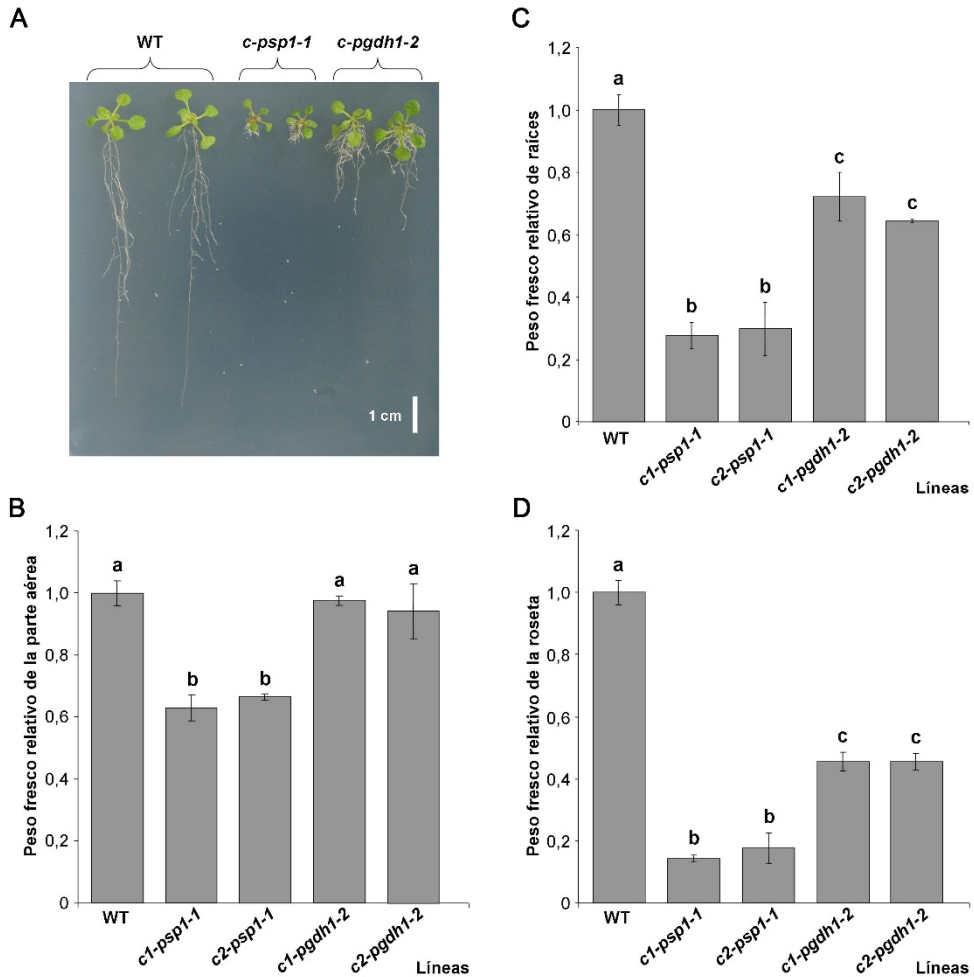 A
WT
c-psp1-1
c-pgdh1-2
1 cm
B
Peso fresco relativo de la parte aérea
1,2
1,0
0,8
0,6
0,4
0,2
0
a
b
b
a
a
WT
c1-psp1-1
c2-psp1-1
c1-pgdh1-2
c2-pgdh1-2
Líneas
C
Peso fresco relativo de raíces
1,2
1,0
0,8
0,6
0,4
0,2
0
a
b
b
c
c
WT
c1-psp1-1
c2-psp1-1
c1-pgdh1-2
c2-pgdh1-2
Líneas
D
Peso fresco relativo de la roseta
1,2
1,0
0,8
0,6
0,4
0,2
0
a
b
b
c
c
WT
c1-psp1-1
c2-psp1-1
c1-pgdh1-2
c2-pgdh1-2
Líneas